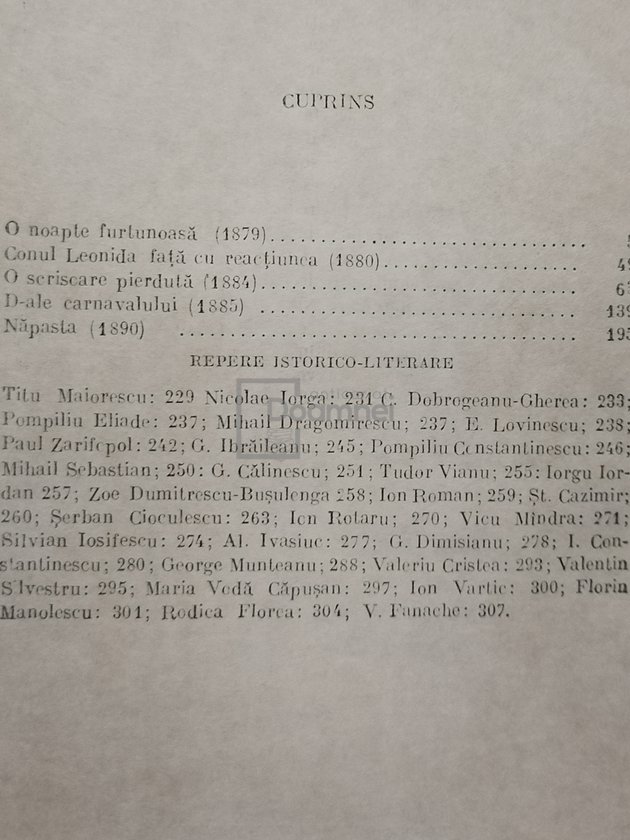 CUPRINS
O noapte furtunoasă (1879)
Conul Leonida față cu reacțiunea (1880)
O scrisoare pierdută (1884)
D-ale carnavalului (1885) 139
Năpasta (1890) 195
REPERE ISTORICO-LITERARE
Titu Maiorescu: 229 Nicolae Iorga: 231 C. Dobrogeanu-Gherea: 233;
Pompiliu Eliade: 237; Mihail Dragomirescu; 237; E. Lovinescu; 238;
Paul Zarifopol: 242; G. Ibrăileanu; 245; Pompiliu Constantinescu: 246;
Mihail Sebastian; 250: G. Călinescu; 251; Tudor Vianu; 255: Iorgu Ior-
dan 257; Zoe Dumitrescu-Bușulenga 258; Ion Roman; 259; Șt. Cazimir;
260; Șerban Cioculescu: 263; Ion Rotaru; 270; Vicu Mîndra: 271;
Silvian Iosifescu: 274; Al. Ivasiuc: 277; G. Dimisianu; 278; I. Con-
stantinescu; 280; George Munteanu; 288; Valeriu Cristea: 293; Valentin
Silvestru: 295; Maria Vodă Căpușan: 297; Ion Vartic: 300; Florin
Manolescu: 301; Rodica Florea: 304; V. Fanache: 307.